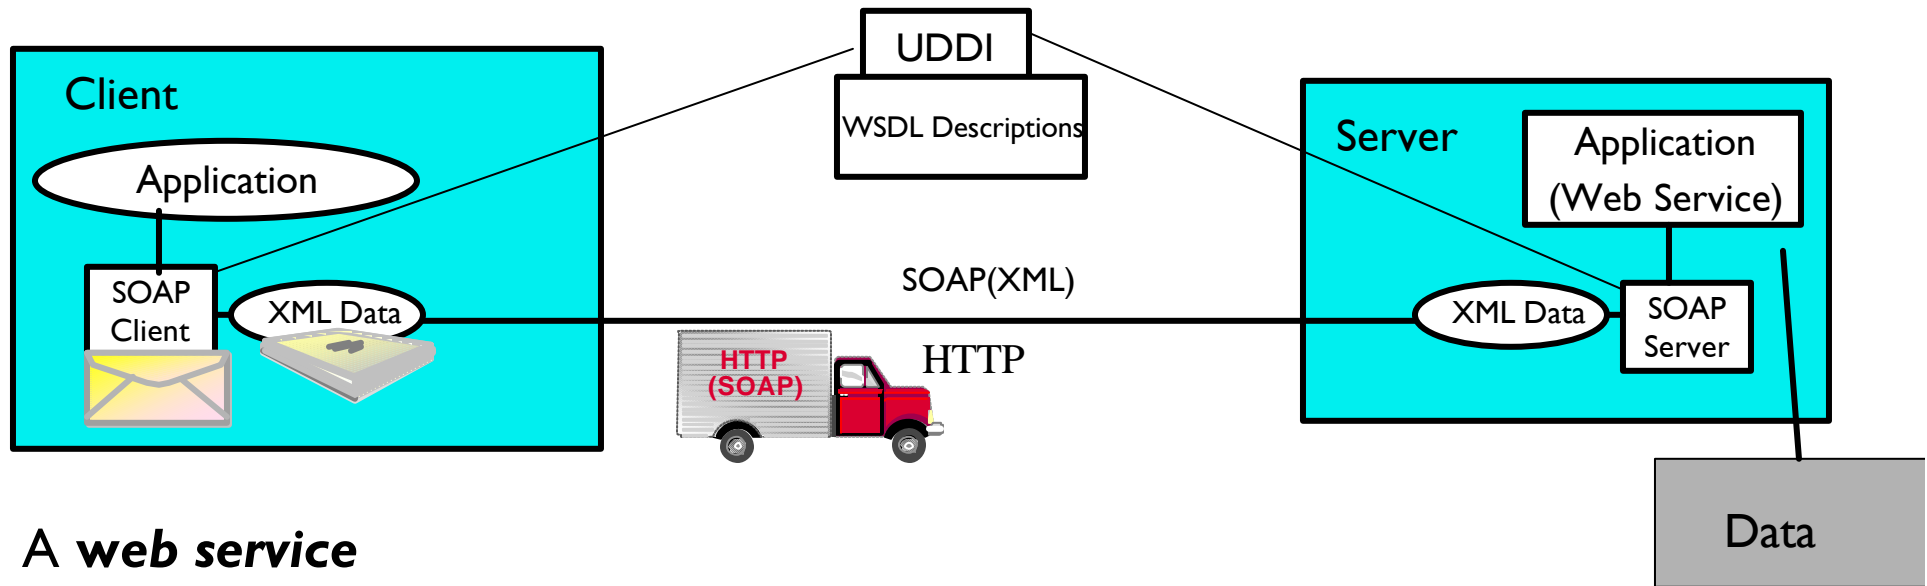 UDDI
WSDL Descriptions
Client
Application
SOAP
Client
XML Data
SOAP(XML)
HTTP
HTTP
(SOAP)
Server
Application
(Web Service)
XML Data
SOAP
Server
Data
A web service